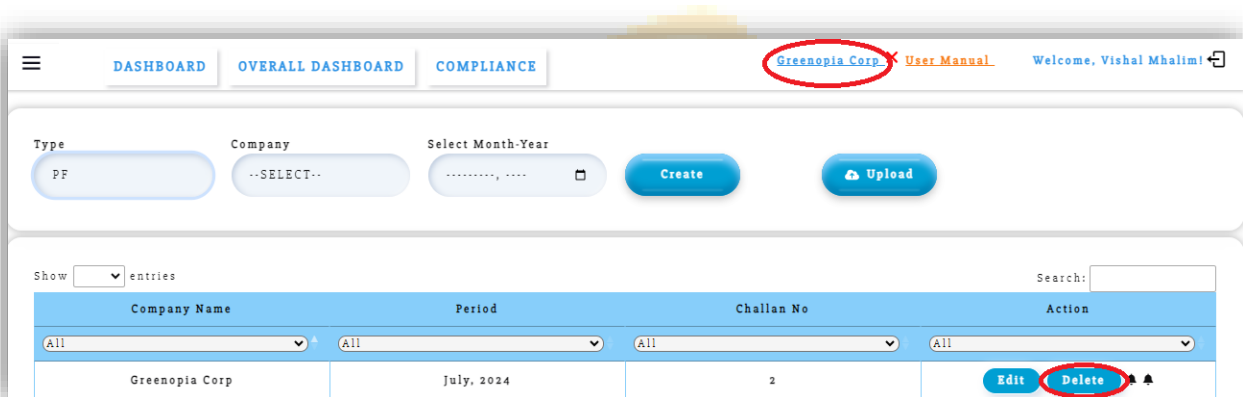 DASHBOARD OVERALL DASHBOARD COMPLIANCE Greenopia Corp User Manual Welcome, Vishal Mhalim!
Type Company Select Month-Year
PF --SELECT-- ---------, ---- Create Upload
Show entries Search:
Company Name Period Challan No Action
All All All All
Greenopia Corp July, 2024 2 Edit Delete